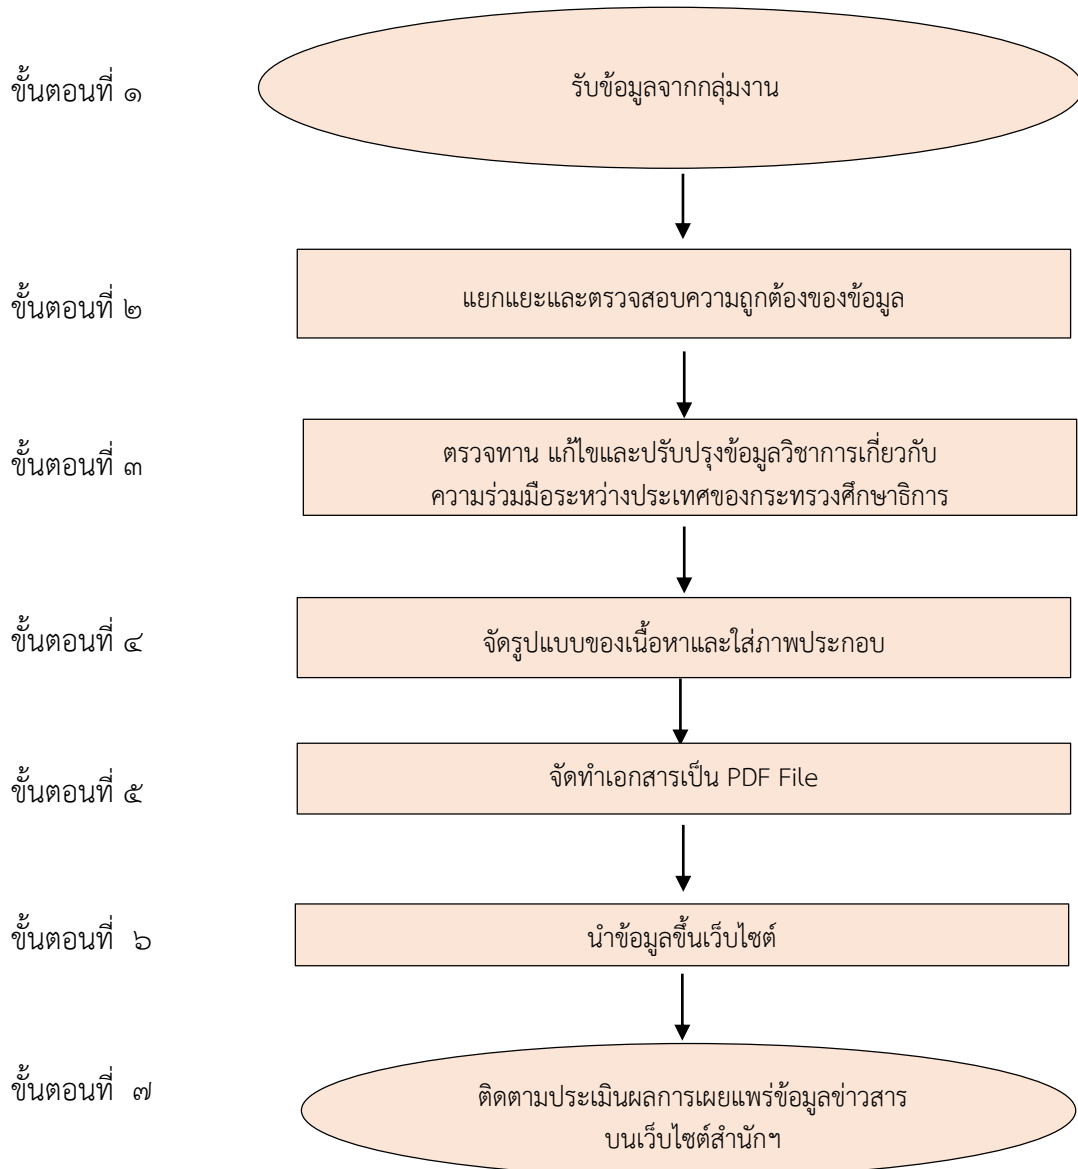 ขั้นตอนที่ ๑
รับข้อมูลจากกลุ่มงาน
ขั้นตอนที่ ๒
แยกแยะและตรวจสอบความถูกต้องของข้อมูล
ขั้นตอนที่ ๓
ตรวจทาน แก้ไขและปรับปรุงข้อมูลวิชาการเกี่ยวกับ
ความร่วมมือระหว่างประเทศของกระทรวงศึกษาธิการ
ขั้นตอนที่ ๔
จัดรูปแบบของเนื้อหาและใส่ภาพประกอบ
ขั้นตอนที่ ๕
จัดทำเอกสารเป็น PDF File
ขั้นตอนที่ ๖
นำข้อมูลขึ้นเว็บไซต์
ขั้นตอนที่ ๗
ติดตามประเมินผลการเผยแพร่ข้อมูลข่าวสาร
บนเว็บไซต์สำนักฯ